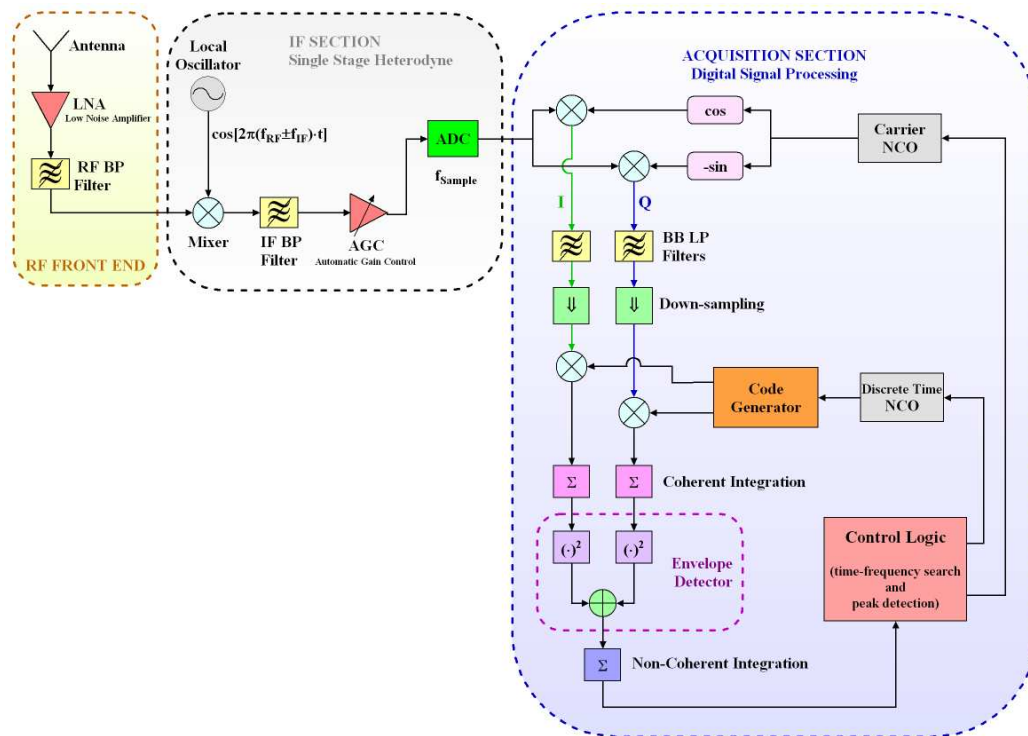 Antenna
LNA
Low Noise Amplifier
RF BP
Filter
RF FRONT END
IF SECTION
Single Stage Heterodyne
Local
Oscillator
cos[2π(fRF±fIF)·t]
Mixer
IF BP
Filter
AGC
Automatic Gain Control
ADC
fSample
ACQUISITION SECTION
Digital Signal Processing
cos
-sin
Carrier
NCO
I
Q
BB LP
Filters
⇓
⇓
Down-sampling
Code
Generator
Discrete Time
NCO
Σ
Σ
Coherent Integration
(·)²
(·)²
Envelope
Detector
Σ
Non-Coherent Integration
Control Logic
(time-frequency search
and
peak detection)